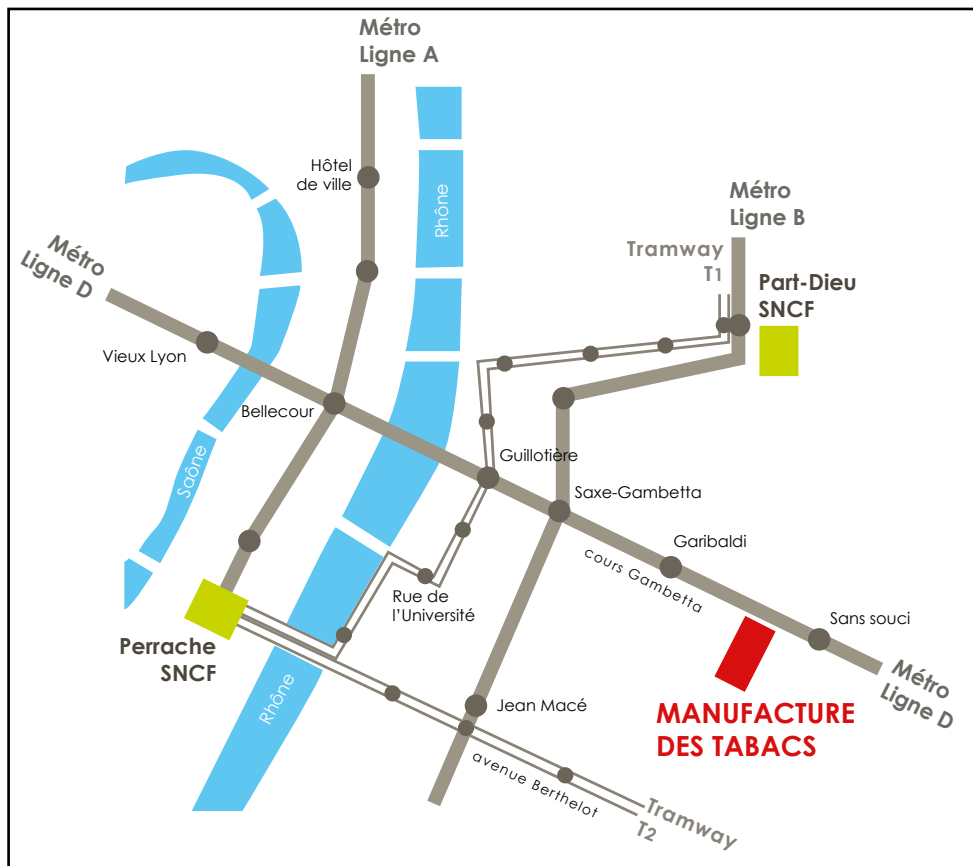 Métro
Ligne A
Hôtel
de ville
Rhône
Métro
Ligne B
Tramway
T1
Part-Dieu
SNCF
Métro
Ligne D
Vieux Lyon
Bellecour
Saône
Guillotière
Saxe-Gambetta
Garibaldi
cours Gambetta
Rue de
l'Université
Sans souci
Perrache
SNCF
Rhône
Métro
Ligne D
Jean Macé
MANUFACTURE
DES TABACS
avenue Berthelot
Tramway
T2